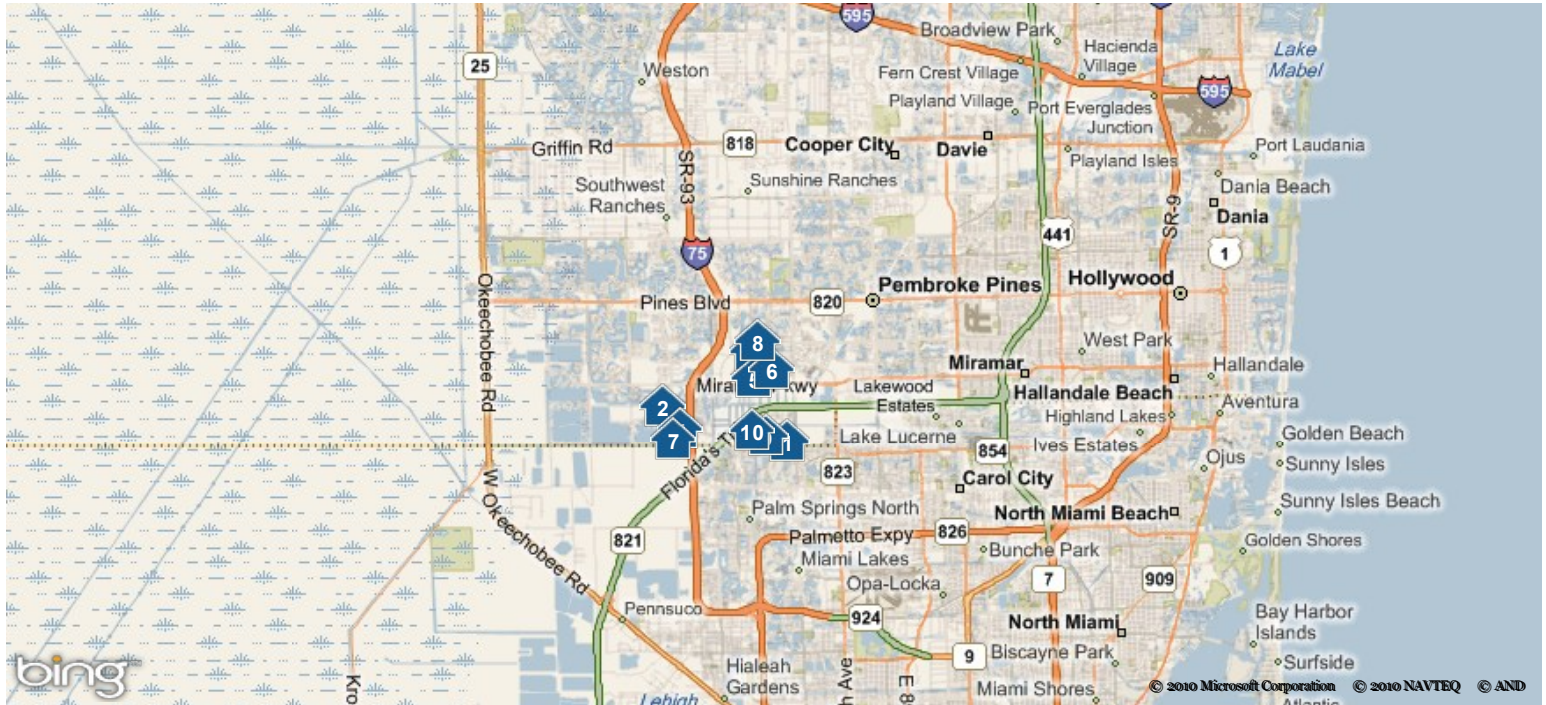 595
Broadview Park
Hacienda
Village
Lake
Mabel
25
Weston
Fern Crest Village
595
Playland Village
Port Everglades
Junction
Griffin Rd
818
Cooper City
Davie
Port Laudania
Playland Isles
SR-93
Southwest
Ranches
Sunshine Ranches
Dania Beach
SR-9
Dania
441
1
75
Okeechobee Rd
Pines Blvd
820
Pembroke Pines
Hollywood
8
West Park
6
Miramar
Hallandale
Lakewood
Estates
Hallandale Beach
2
Aventura
Highland Lakes
10
1
7
Lake Lucerne
Ives Estates
Golden Beach
854
Ojus
Sunny Isles
823
Carol City
W Okeechobee Rd
Palm Springs North
North Miami Beach
Sunny Isles Beach
821
Palmetto Expy
826
Golden Shores
Bunche Park
Miami Lakes
7
909
Opa-Locka
Pennsuco
924
North Miami
Bay Harbor
Islands
9
Biscayne Park
Surfside
bing
Hialeah
Gardens
Miami Shores
© 2010 Microsoft Corporation © 2010 NAVTEQ © AND